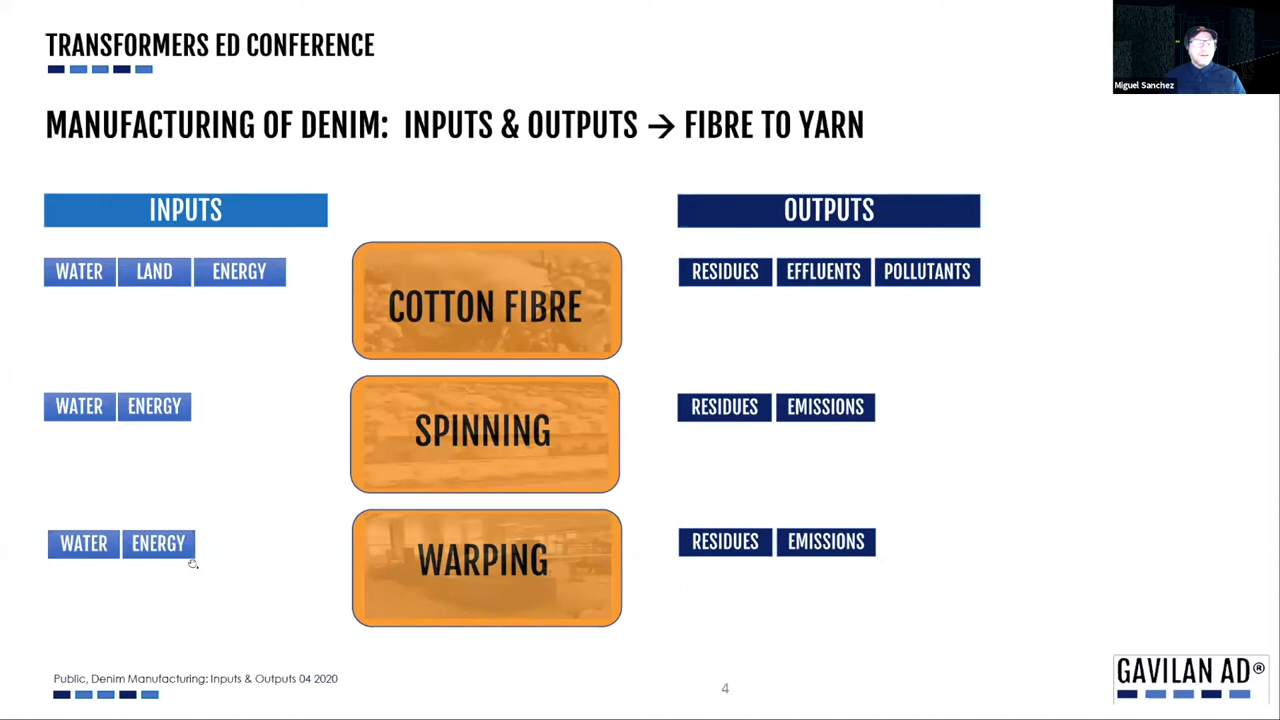 TRANSFORMERS ED CONFERENCE
Miguel Sanchez
MANUFACTURING OF DENIM: INPUTS & OUTPUTS → FIBRE TO YARN
INPUTS
OUTPUTS
WATER LAND ENERGY
COTTON FIBRE
RESIDUES EFFLUENTS POLLUTANTS
WATER ENERGY
SPINNING
RESIDUES EMISSIONS
WATER ENERGY
WARPING
RESIDUES EMISSIONS
Public, Denim Manufacturing: Inputs & Outputs 04 2020
4
GAVILAN AD®